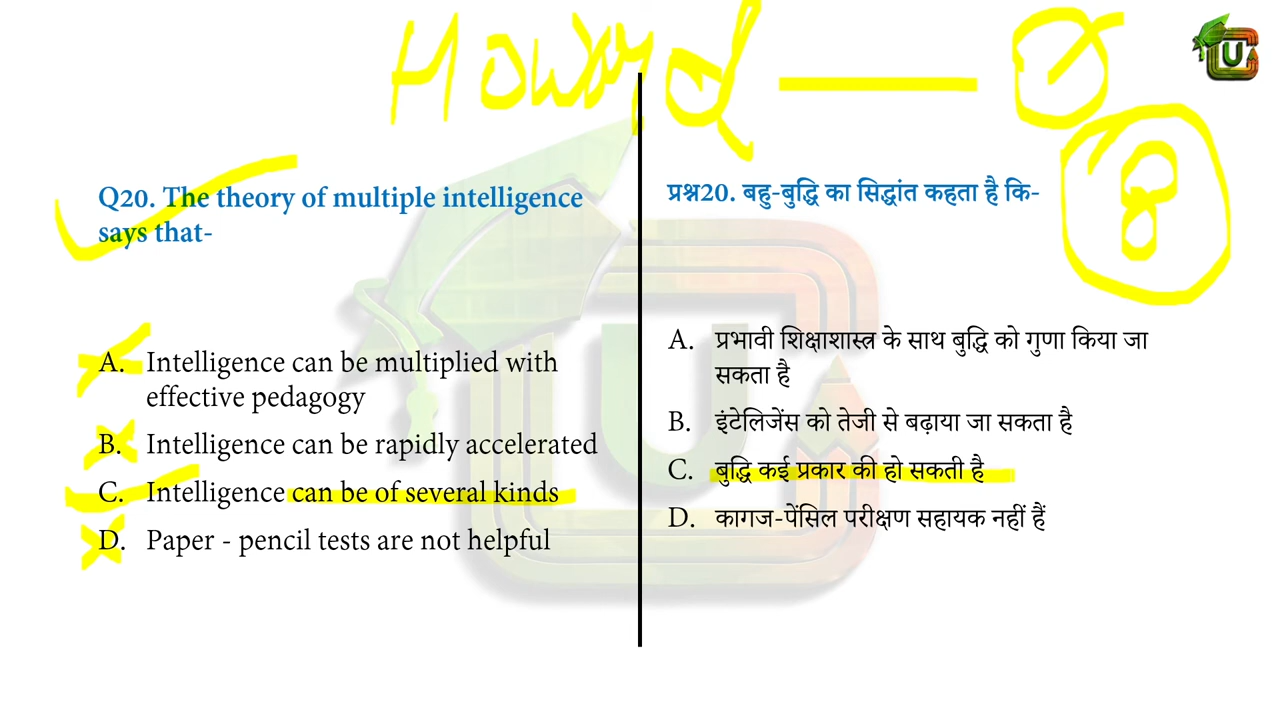 Howard — 7
8
Q20. The theory of multiple intelligence
says that-
A. Intelligence can be multiplied with
effective pedagogy
B. Intelligence can be rapidly accelerated
C. Intelligence can be of several kinds
D. Paper - pencil tests are not helpful
प्रश्न20. बहु-बुद्धि का सिद्धांत कहता है कि-
A. प्रभावी शिक्षाशास्त्र के साथ बुद्धि को गुणा किया जा
सकता है
B. इंटेलिजेंस को तेजी से बढ़ाया जा सकता है
C. बुद्धि कई प्रकार की हो सकती है
D. कागज-पेंसिल परीक्षण सहायक नहीं हैं
U